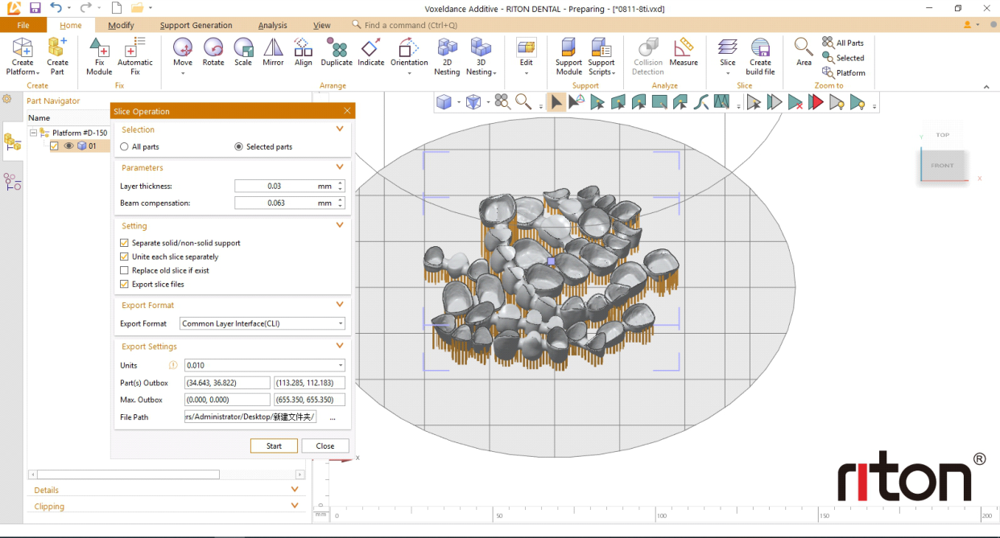 Voxeldance Additive - RITON DENTAL - Preparing - [*0811-8ti.vxd]
File Home Modify Support Generation Analysis View Find a command (Ctrl+Q)
Create Platform Create Part Fix Module Automatic Fix Move Rotate Scale Mirror Align Duplicate Indicate Orientation 2D Nesting 3D Nesting Edit Support Module Support Scripts Collision Detection Measure Slice Create build file Area All Parts Selected Platform
Create Fix Arrange Support Analyze Slice Zoom to
Part Navigator
Name
Platform #D-150
01
Slice Operation
Selection
All parts Selected parts
Parameters
Layer thickness: 0.03 mm
Beam compensation: 0.063 mm
Setting
Separate solid/non-solid support
Unite each slice separately
Replace old slice if exist
Export slice files
Export Format
Export Format Common Layer Interface(CLI)
Export Settings
Units 0.010
Part(s) Outbox (34.643, 36.822) (113.285, 112.183)
Max. Outbox (0.000, 0.000) (655.350, 655.350)
File Path rs/Administrator/Desktop/新建文件夹/ ...
Start Close
Details
Clipping
TOP
Y
FRONT
X
X
riton®
mm 0 50 100 150 200
0